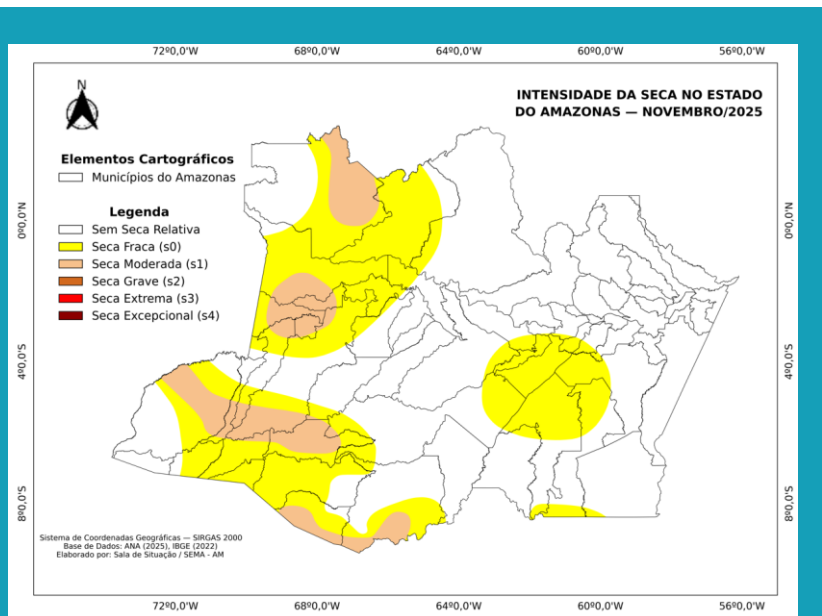 72º0,0'W 68º0,0'W 64º0,0'W 60º0,0'W 56º0,0'W
N
INTENSIDADE DA SECA NO ESTADO
DO AMAZONAS — NOVEMBRO/2025
Elementos Cartográficos
Municípios do Amazonas
Legenda
Sem Seca Relativa
Seca Fraca (s0)
Seca Moderada (s1)
Seca Grave (s2)
Seca Extrema (s3)
Seca Excepcional (s4)
0º0,0'N 0º0,0'N
4º0,0'S 4º0,0'S
8º0,0'S 8º0,0'S
Sistema de Coordenadas Geográficas — SIRGAS 2000
Base de Dados: ANA (2025), IBGE (2022)
Elaborado por: Sala de Situação / SEMA - AM
72º0,0'W 68º0,0'W 64º0,0'W 60º0,0'W 56º0,0'W